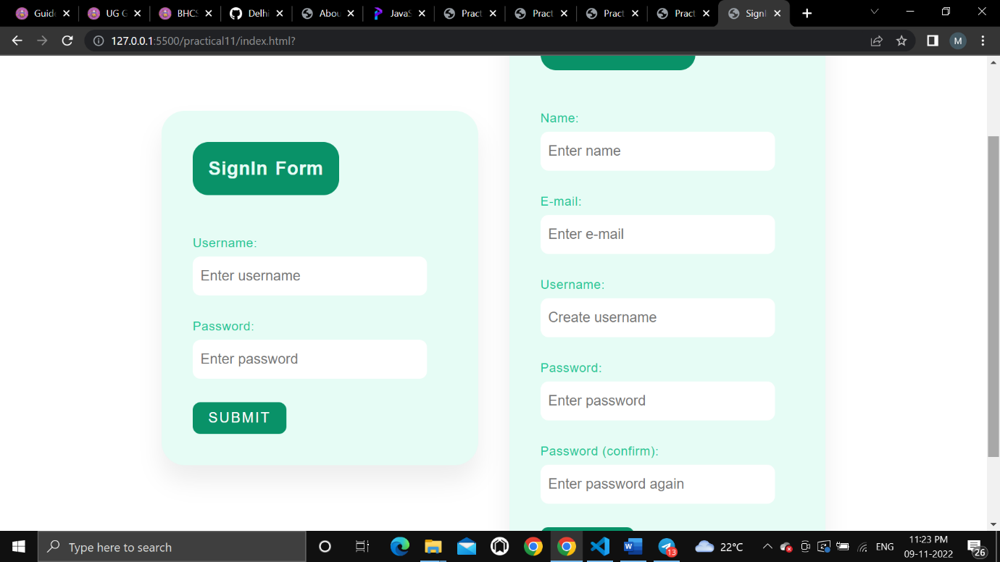 Guide
UG G
BHCS
Delhi
Abou
JavaS
Pract
Pract
Pract
Pract
SignI
127.0.0.1:5500/practical11/index.html?
M
SignIn Form
Username:
Enter username
Password:
Enter password
SUBMIT
Name:
Enter name
E-mail:
Enter e-mail
Username:
Create username
Password:
Enter password
Password (confirm):
Enter password again
Type here to search
W
13
22°C
ENG
11:23 PM
09-11-2022
26